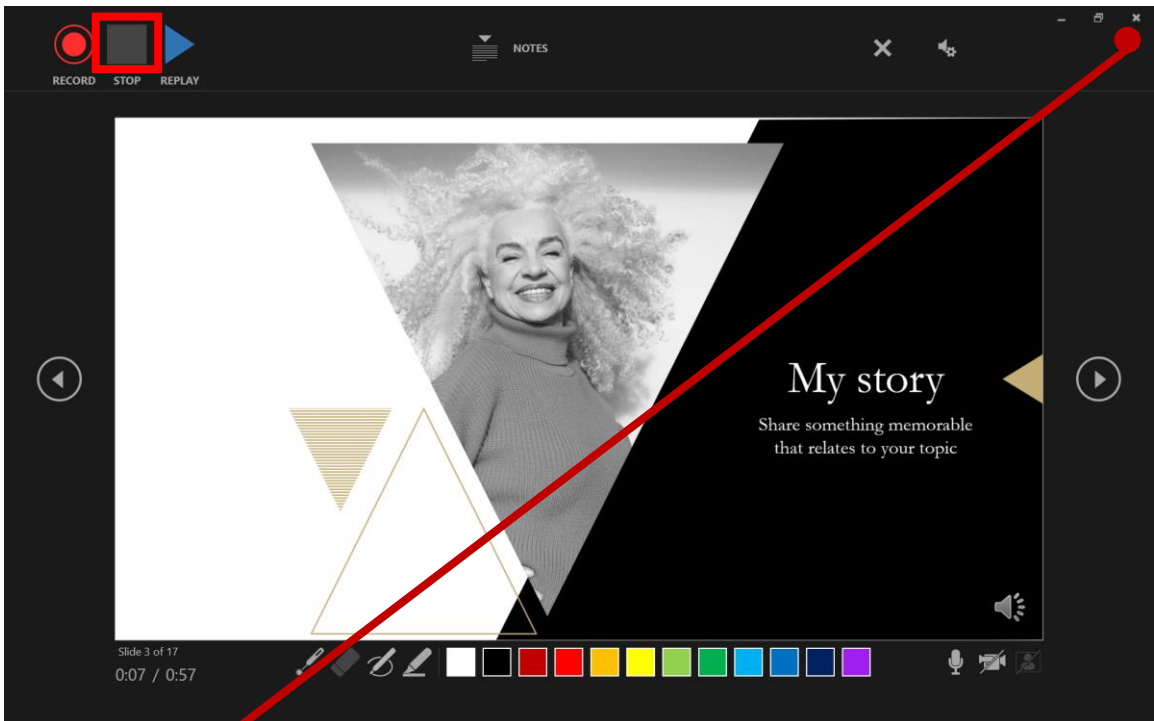 NOTES
RECORD STOP REPLAY
My story
Share something memorable
that relates to your topic
Slide 3 of 17
0:07 / 0:57